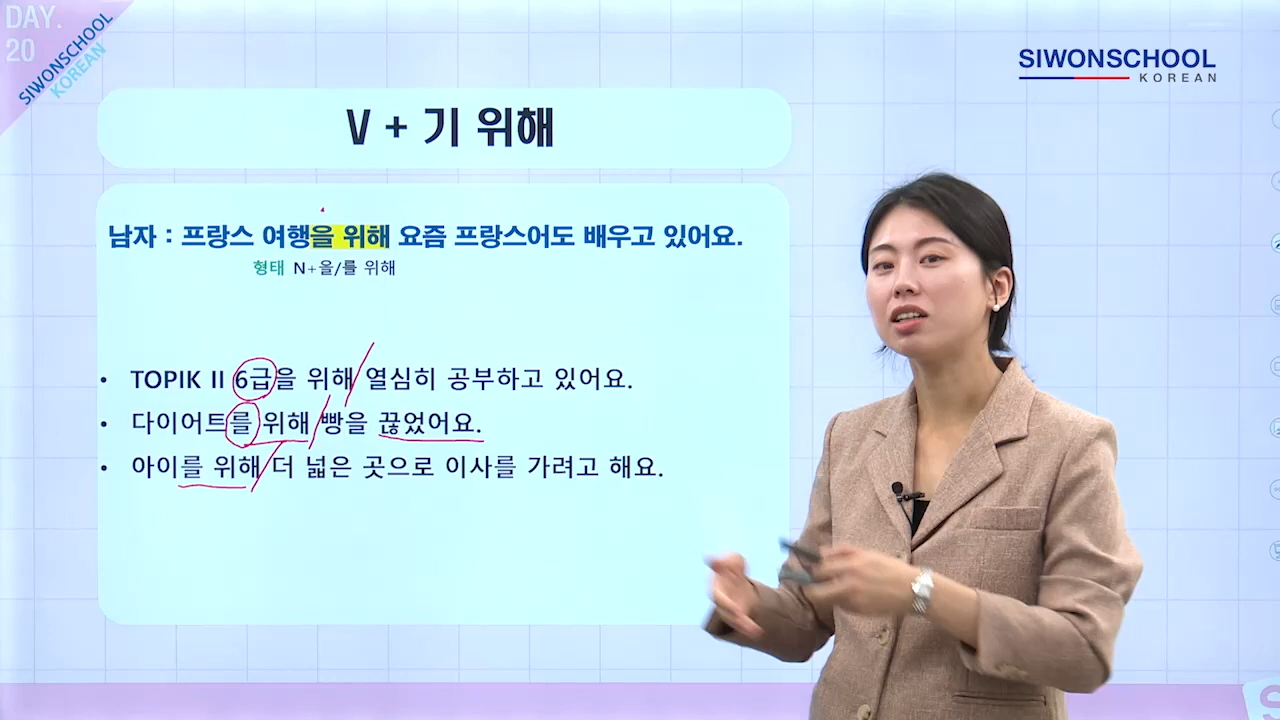 DAY.
20
SIWONSCHOOL
KOREAN
SIWONSCHOOL
KOREAN
V + 기 위해
남자 : 프랑스 여행을 위해 요즘 프랑스어도 배우고 있어요.
형태 N+을/를 위해
• TOPIK II 6급을 위해 열심히 공부하고 있어요.
• 다이어트를 위해 빵을 끊었어요.
• 아이를 위해 더 넓은 곳으로 이사를 가려고 해요.